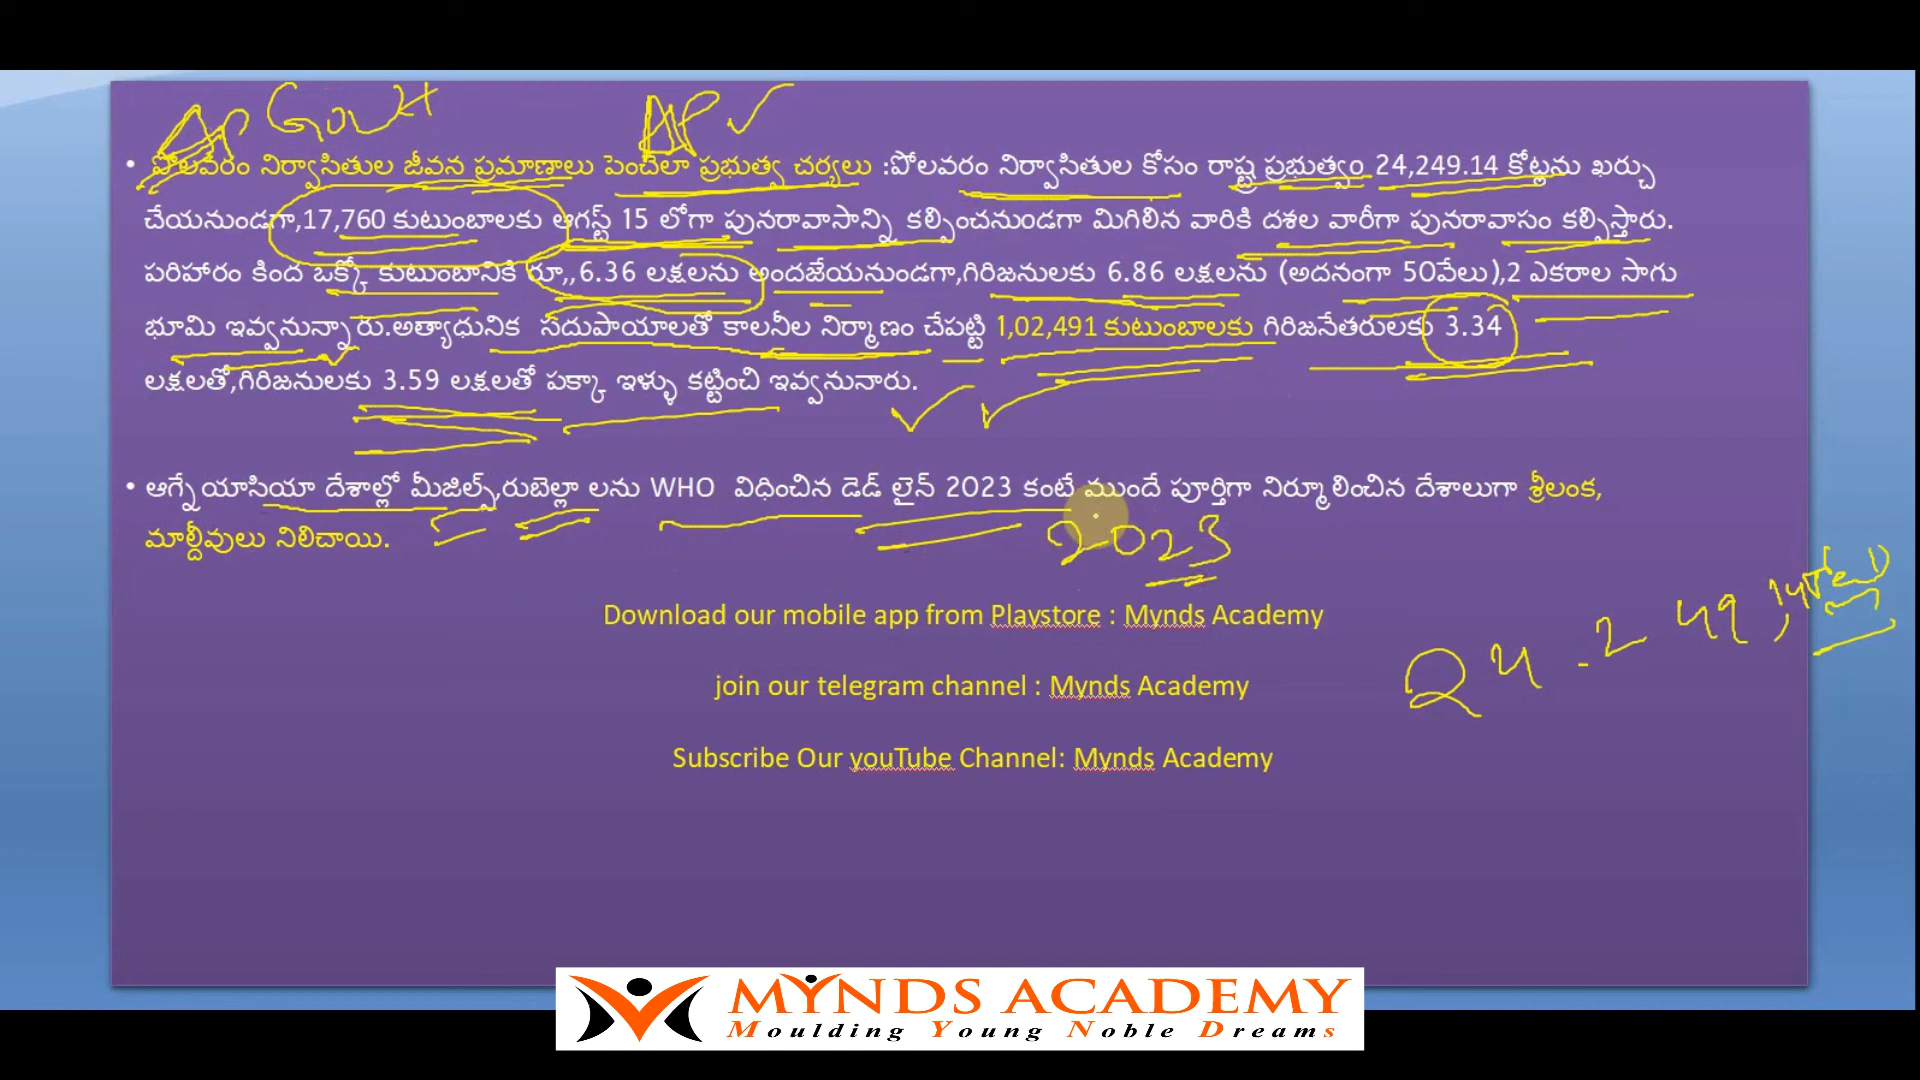 AP Govt AP
• పోలవరం నిర్వాసితుల జీవన ప్రమాణాలు పెంచేలా ప్రభుత్వ చర్యలు :పోలవరం నిర్వాసితుల కోసం రాష్ట్ర ప్రభుత్వం 24,249.14 కోట్లను ఖర్చు
చేయనుండగా,17,760 కుటుంబాలకు ఆగస్ట్ 15 లోగా పునరావాసాన్ని కల్పించనుండగా మిగిలిన వారికి దశల వారీగా పునరావాసం కల్పిస్తారు.
పరిహారం కింద ఒక్కో కుటుంబానికి రూ,,6.36 లక్షలను అందజేయనుండగా,గిరిజనులకు 6.86 లక్షలను (అదనంగా 50వేలు),2 ఎకరాల సాగు
భూమి ఇవ్వనున్నారు.అత్యాధునిక సదుపాయాలతో కాలనీల నిర్మాణం చేపట్టి 1,02,491 కుటుంబాలకు గిరిజనేతరులకు 3.34
లక్షలతో,గిరిజనులకు 3.59 లక్షలతో పక్కా ఇళ్ళు కట్టించి ఇవ్వనునారు.
• ఆగ్నేయాసియా దేశాల్లో మీజిల్స్,రుబెల్లా లను WHO విధించిన డెడ్ లైన్ 2023 కంటే ముందే పూర్తిగా నిర్మూలించిన దేశాలుగా శ్రీలంక,
మాల్దీవులు నిలిచాయి.
2023
24-249,14
Download our mobile app from Playstore : Mynds Academy
join our telegram channel : Mynds Academy
Subscribe Our youTube Channel: Mynds Academy
MYNDS ACADEMY
Moulding Young Noble Dreams